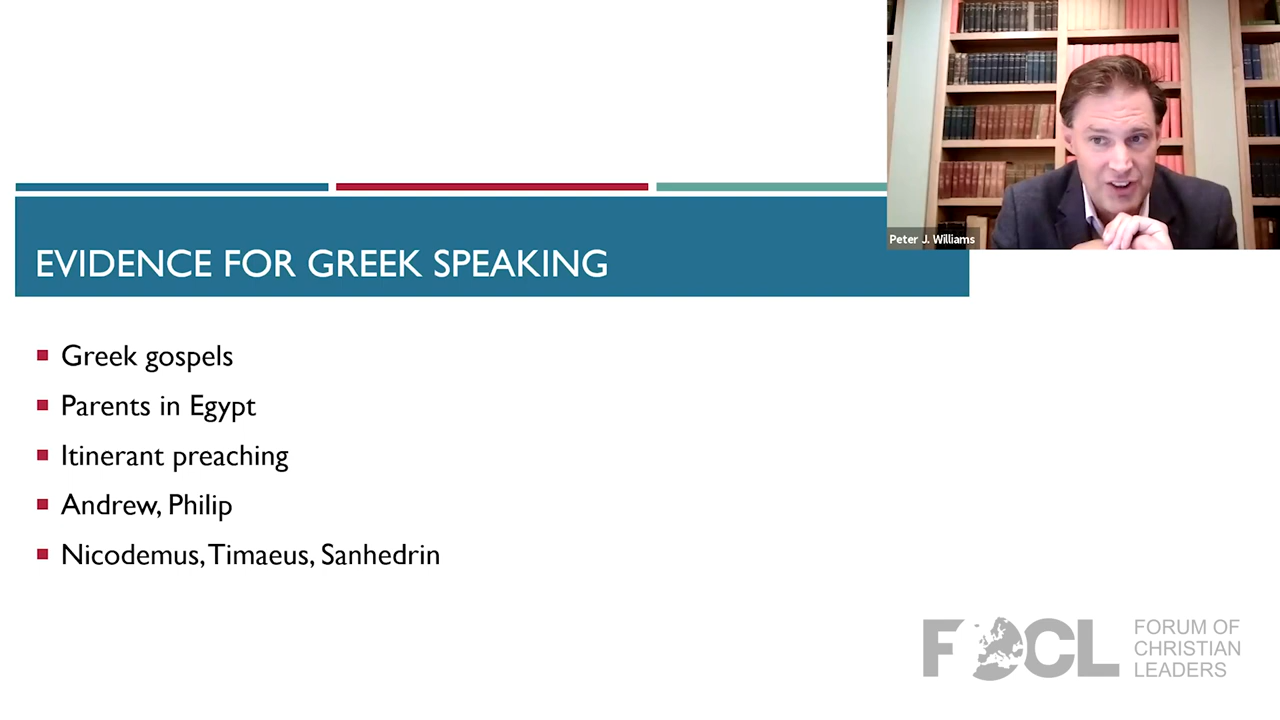 Peter J. Williams
EVIDENCE FOR GREEK SPEAKING
Greek gospels
Parents in Egypt
Itinerant preaching
Andrew, Philip
Nicodemus, Timaeus, Sanhedrin
FOCL
FORUM OF
CHRISTIAN
LEADERS